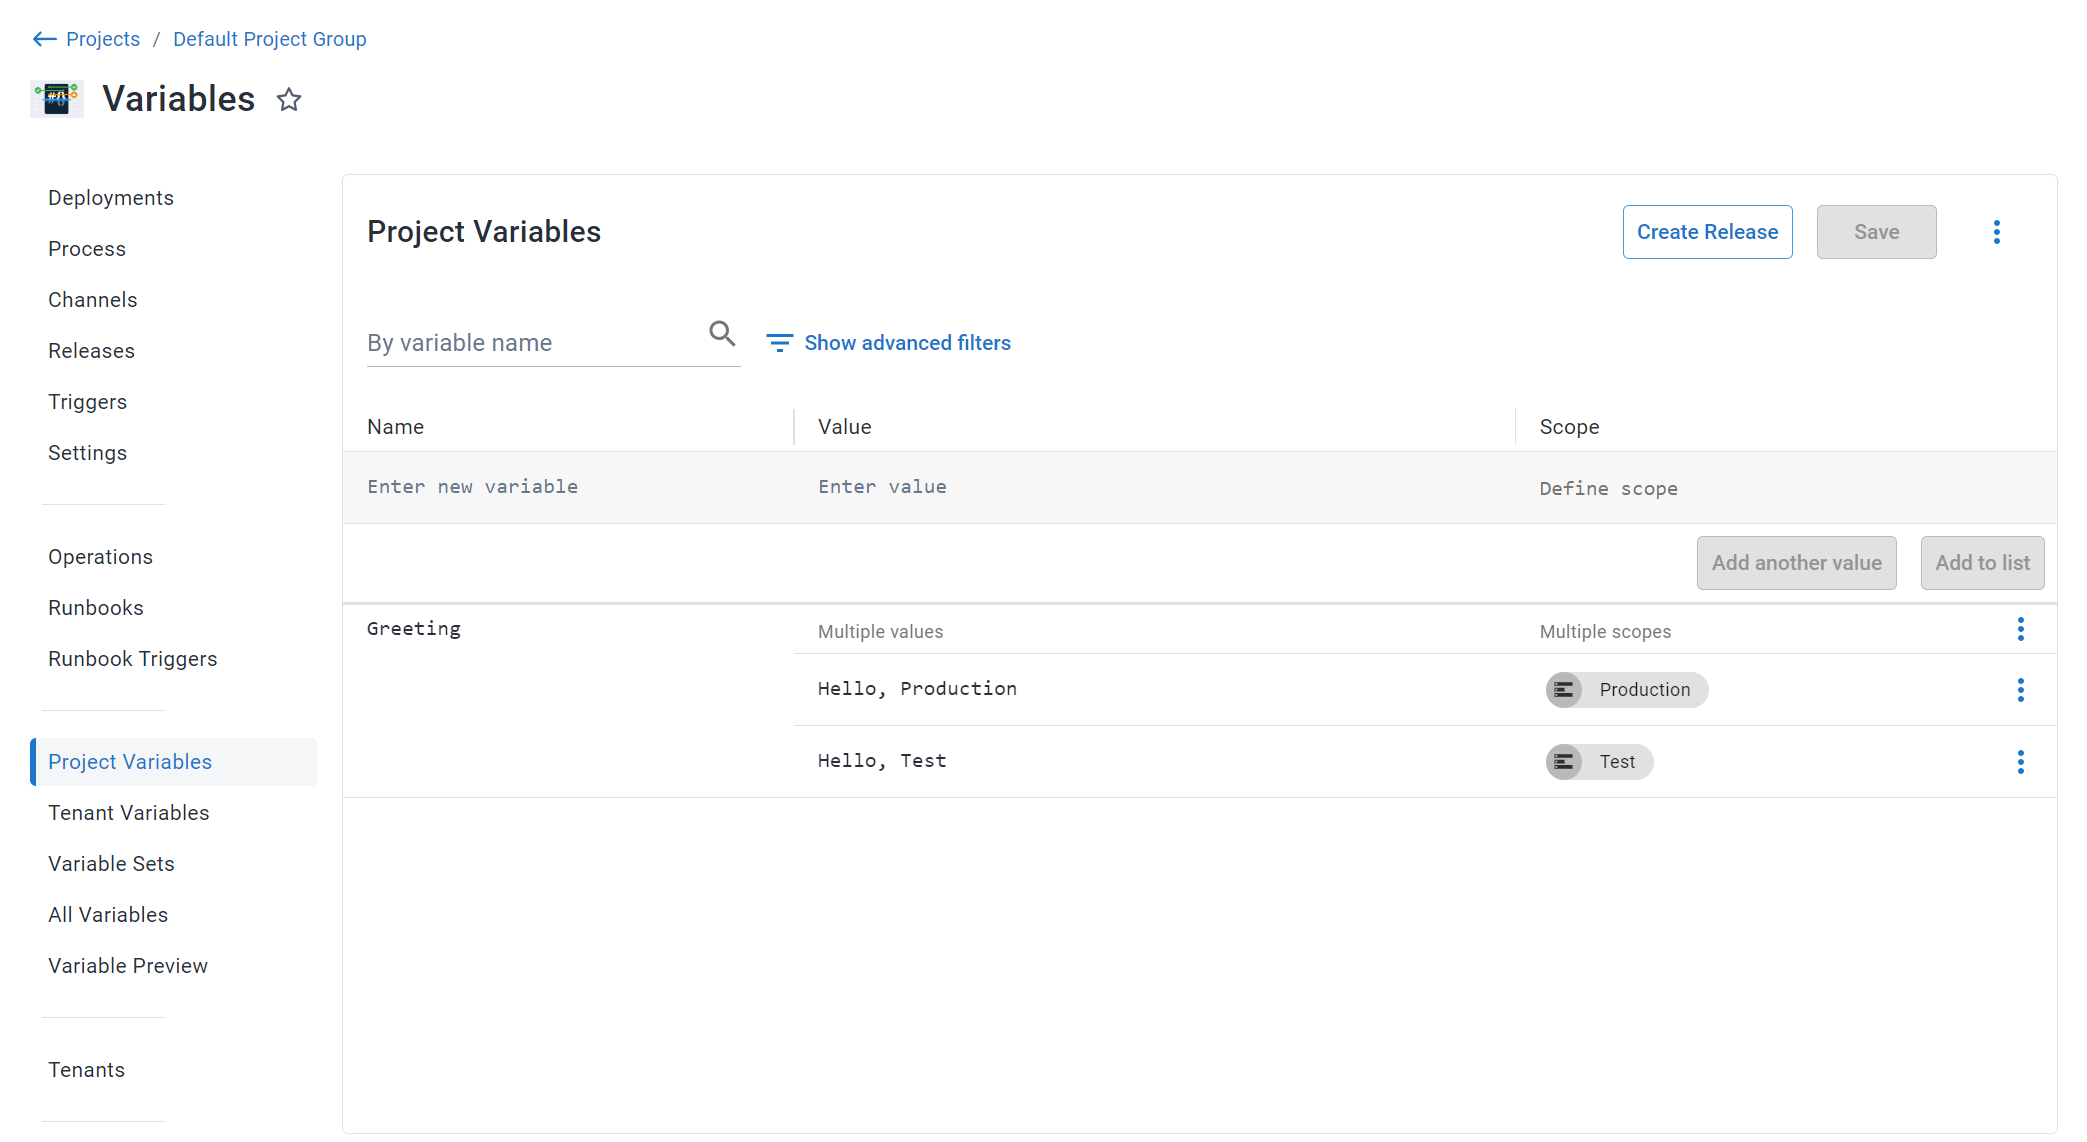 Projects / Default Project Group
Variables
Deployments
Process
Channels
Releases
Triggers
Settings
Operations
Runbooks
Runbook Triggers
Project Variables
Tenant Variables
Variable Sets
All Variables
Variable Preview
Tenants
Project Variables
Create Release
Save
By variable name
Show advanced filters
Name Value Scope
Enter new variable Enter value Define scope
Add another value Add to list
Greeting Multiple values Multiple scopes
Hello, Production Production
Hello, Test Test